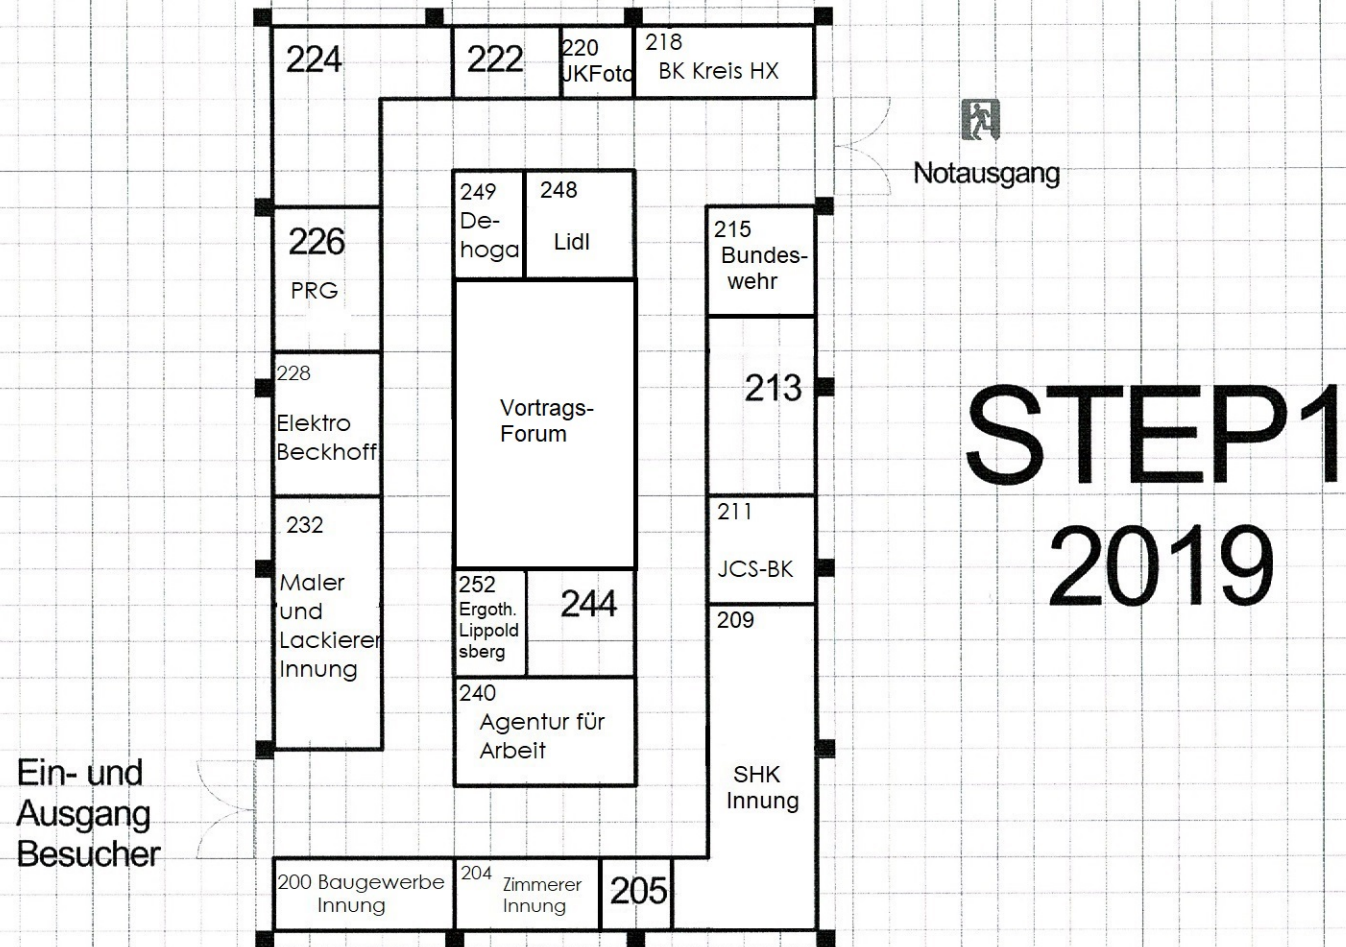 224
222
220
JKFoto
218
BK Kreis HX
Notausgang
249
De-
hoga
248
Lidl
226
PRG
215
Bundes-
wehr
228
Elektro
Beckhoff
Vortrags-
Forum
213
STEP1
2019
232
Maler
und
Lackierer
Innung
211
JCS-BK
252
Ergoth.
Lippold
sberg
244
209
SHK
Innung
240
Agentur für
Arbeit
Ein- und
Ausgang
Besucher
200 Baugewerbe
Innung
204 Zimmerer
Innung
205